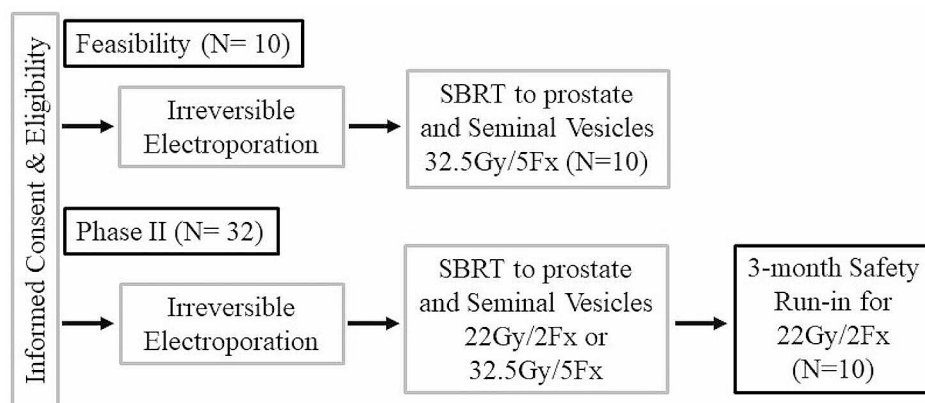 Informed Consent & Eligibility
Feasibility (N= 10)
Irreversible
Electroporation
SBRT to prostate
and Seminal Vesicles
32.5Gy/5Fx (N=10)
Phase II (N= 32)
Irreversible
Electroporation
SBRT to prostate
and Seminal Vesicles
22Gy/2Fx or
32.5Gy/5Fx
3-month Safety
Run-in for
22Gy/2Fx
(N=10)